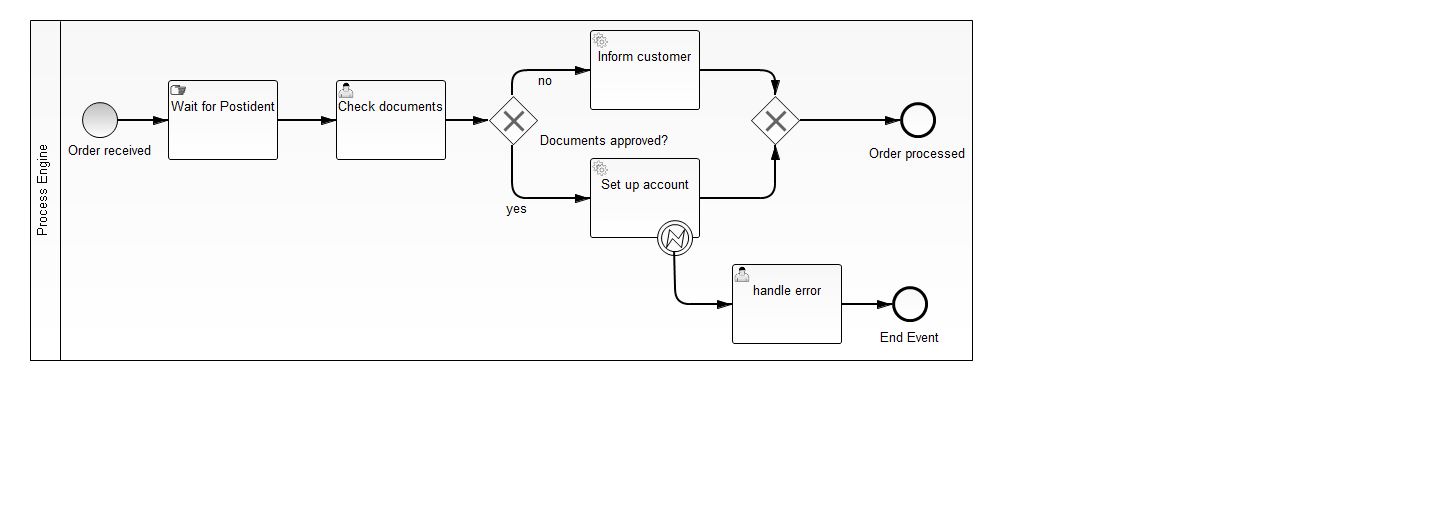 Process Engine
Order received
Wait for Postident
Check documents
Documents approved?
no
Inform customer
yes
Set up account
handle error
Order processed
End Event